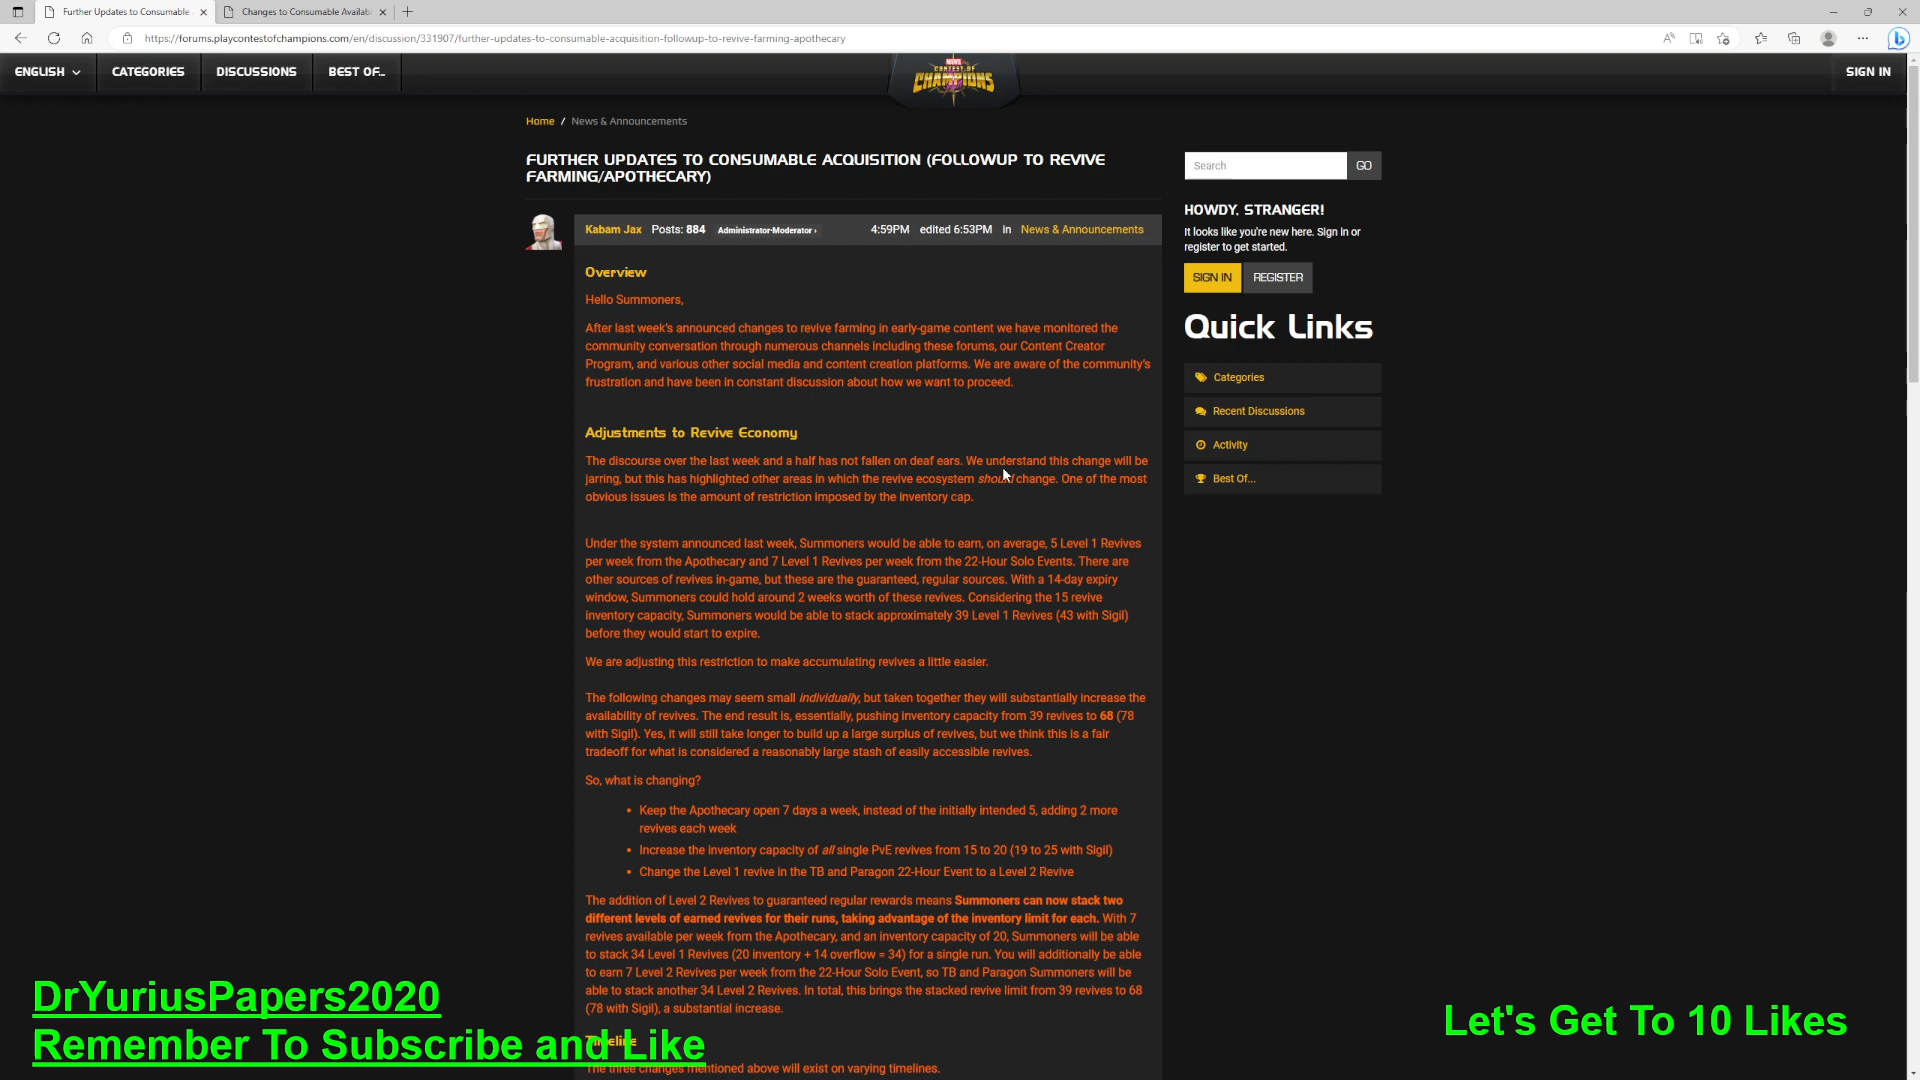 Further Updates to Consumable
Changes to Consumable Availab
https://forums.playcontestofchampions.com/en/discussion/331907/further-updates-to-consumable-acquisition-followup-to-revive-farming-apothecary
ENGLISH
CATEGORIES
DISCUSSIONS
BEST OF...
MARVEL
CONTEST OF
CHAMPIONS
SIGN IN
Home / News & Announcements
FURTHER UPDATES TO CONSUMABLE ACQUISITION (FOLLOWUP TO REVIVE
FARMING/APOTHECARY)
Kabam Jax Posts: 884 Administrator·Moderator › 4:59PM edited 6:53PM in News & Announcements
Overview
Hello Summoners,
After last week's announced changes to revive farming in early-game content we have monitored the
community conversation through numerous channels including these forums, our Content Creator
Program, and various other social media and content creation platforms. We are aware of the community's
frustration and have been in constant discussion about how we want to proceed.
Adjustments to Revive Economy
The discourse over the last week and a half has not fallen on deaf ears. We understand this change will be
jarring, but this has highlighted other areas in which the revive ecosystem should change. One of the most
obvious issues is the amount of restriction imposed by the inventory cap.
Under the system announced last week, Summoners would be able to earn, on average, 5 Level 1 Revives
per week from the Apothecary and 7 Level 1 Revives per week from the 22-Hour Solo Events. There are
other sources of revives in-game, but these are the guaranteed, regular sources. With a 14-day expiry
window, Summoners could hold around 2 weeks worth of these revives. Considering the 15 revive
inventory capacity, Summoners would be able to stack approximately 39 Level 1 Revives (43 with Sigil)
before they would start to expire.
We are adjusting this restriction to make accumulating revives a little easier.
The following changes may seem small individually, but taken together they will substantially increase the
availability of revives. The end result is, essentially, pushing inventory capacity from 39 revives to 68 (78
with Sigil). Yes, it will still take longer to build up a large surplus of revives, but we think this is a fair
tradeoff for what is considered a reasonably large stash of easily accessible revives.
So, what is changing?
• Keep the Apothecary open 7 days a week, instead of the initially intended 5, adding 2 more
revives each week
• Increase the inventory capacity of all single PvE revives from 15 to 20 (19 to 25 with Sigil)
• Change the Level 1 revive in the TB and Paragon 22-Hour Event to a Level 2 Revive
The addition of Level 2 Revives to guaranteed regular rewards means Summoners can now stack two
different levels of earned revives for their runs, taking advantage of the inventory limit for each. With 7
revives available per week from the Apothecary, and an inventory capacity of 20, Summoners will be able
to stack 34 Level 1 Revives (20 inventory + 14 overflow = 34) for a single run. You will additionally be able
to earn 7 Level 2 Revives per week from the 22-Hour Solo Event, so TB and Paragon Summoners will be
able to stack another 34 Level 2 Revives. In total, this brings the stacked revive limit from 39 revives to 68
(78 with Sigil), a substantial increase.
Timeline
The three changes mentioned above will exist on varying timelines.
Search
GO
HOWDY, STRANGER!
It looks like you're new here. Sign in or
register to get started.
SIGN IN
REGISTER
Quick Links
Categories
Recent Discussions
Activity
Best Of...
DrYuriusPapers2020
Remember To Subscribe and Like
Let's Get To 10 Likes